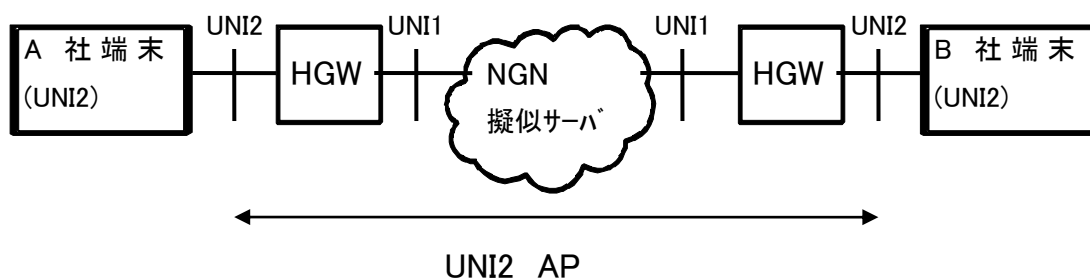 UNI2 UNI1 UNI1 UNI2
A 社 端 末
(UNI2)
HGW
NGN
擬似サーバ
HGW
B 社 端 末
(UNI2)
UNI2 AP